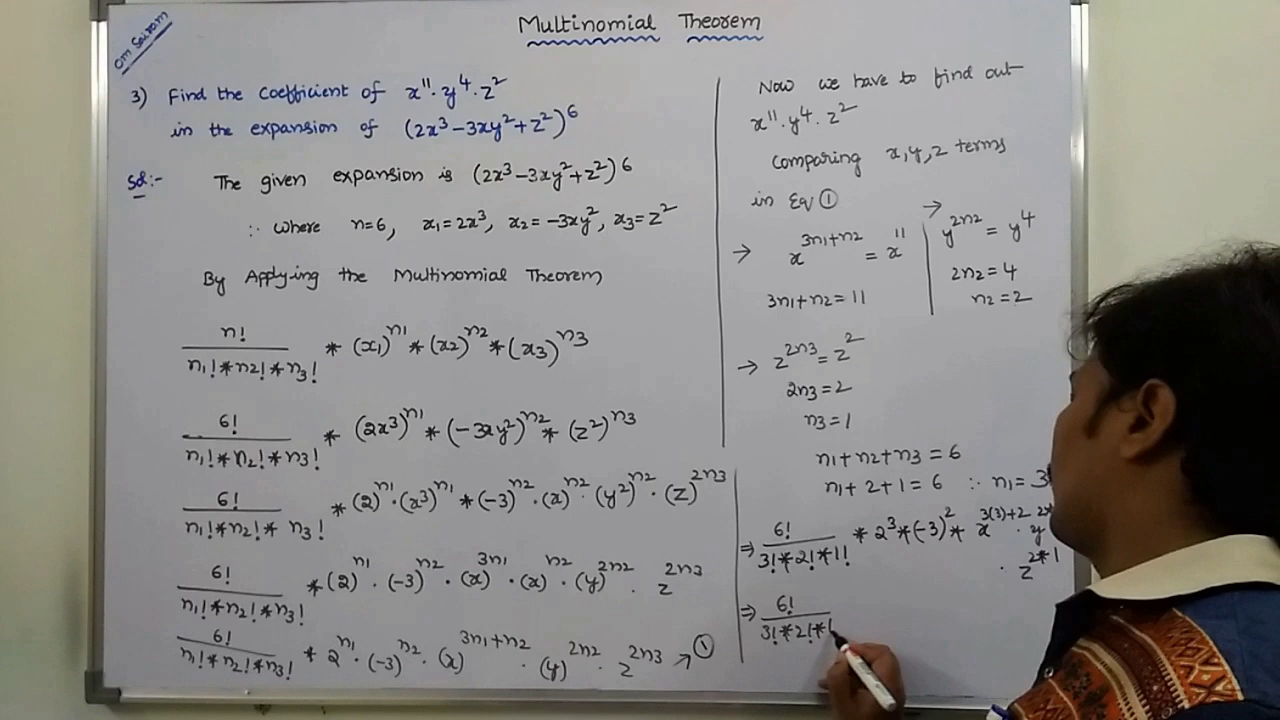 Om Sairam
Multinomial Theorem
3) Find the Coefficient of x¹¹·y⁴·z²
in the expansion of (2x³-3xy²+z²)⁶
Sol:- The given expansion is (2x³-3xy²+z²)⁶
∴ where n=6, x₁=2x³, x₂=-3xy², x₃=z²
By Applying the Multinomial Theorem
n!/(n₁!*n₂!*n₃!) * (x₁)^n₁ * (x₂)^n₂ * (x₃)^n₃
6!/(n₁!*n₂!*n₃!) * (2x³)^n₁ * (-3xy²)^n₂ * (z²)^n₃
6!/(n₁!*n₂!*n₃!) * (2)^n₁·(x³)^n₁ * (-3)^n₂·(x)^n₂·(y²)^n₂·(z)^2n₃
6!/(n₁!*n₂!*n₃!) * (2)^n₁·(-3)^n₂·(x)^3n₁·(x)^n₂·(y)^2n₂·z^2n₃
6!/(n₁!*n₂!*n₃!) * 2^n₁·(-3)^n₂·(x)^(3n₁+n₂)·(y)^2n₂·z^2n₃ → ①
Now we have to find out
x¹¹·y⁴·z²
Comparing x,y,z terms
in Eq ①
→ x^(3n₁+n₂) = x¹¹
3n₁+n₂=11
→ y^2n₂ = y⁴
2n₂=4
n₂=2
→ z^2n₃ = z²
2n₃=2
n₃=1
n₁+n₂+n₃=6
n₁+2+1=6 ∴ n₁=3
⇒ 6!/(3!*2!*1!) * 2³*(-3)² * x^(3(3)+2)·y^2*
·z^2*1
⇒ 6!/(3!*2!*1